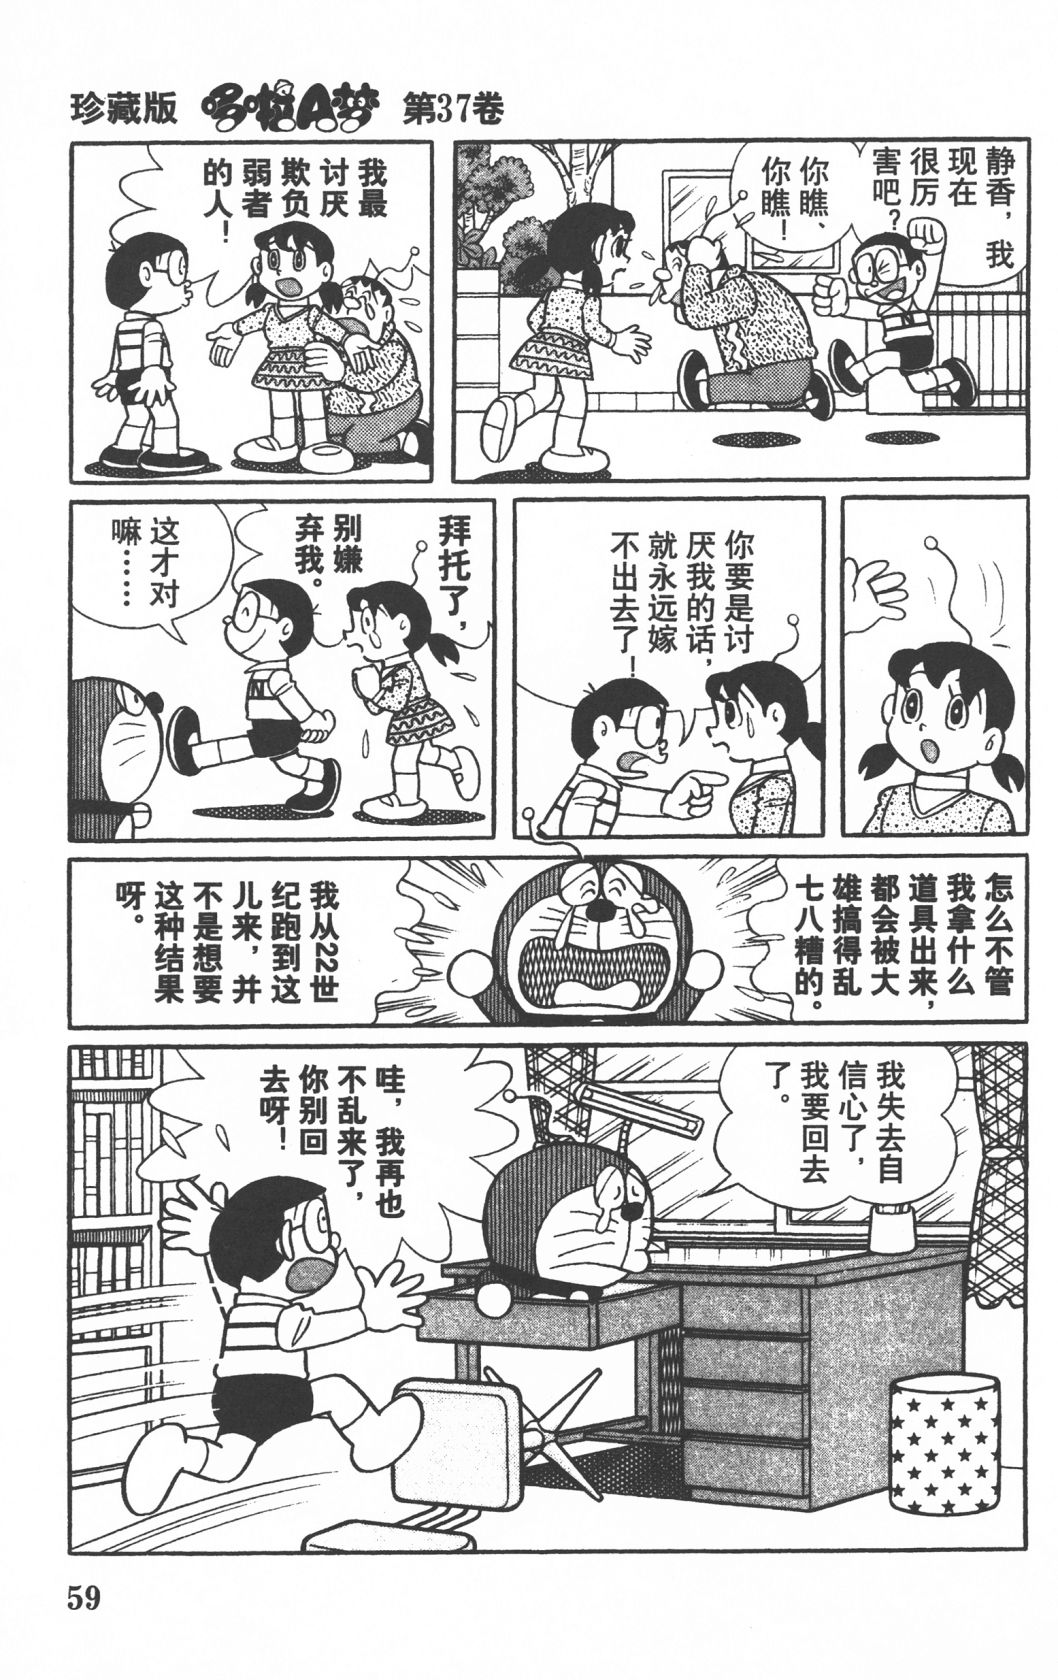 珍藏版 哆啦A梦 第37卷
静香，我
现在
很厉
害吧？
你瞧、
你瞧！
我最
讨厌
欺负
弱者
的人！
你要是讨
厌我的话，
就永远嫁
不出去了！
拜托了，
别嫌
弃我。
这才对
嘛……
怎么不管
我拿什么
道具出来，
都会被大
雄搞得乱
七八糟的。
我从22世
纪跑到这
儿来，并
不是想要
这种结果
呀。
我失去自
信心了，
我要回去
了。
哇，我再也
不乱来了，
你别回
去呀！
59